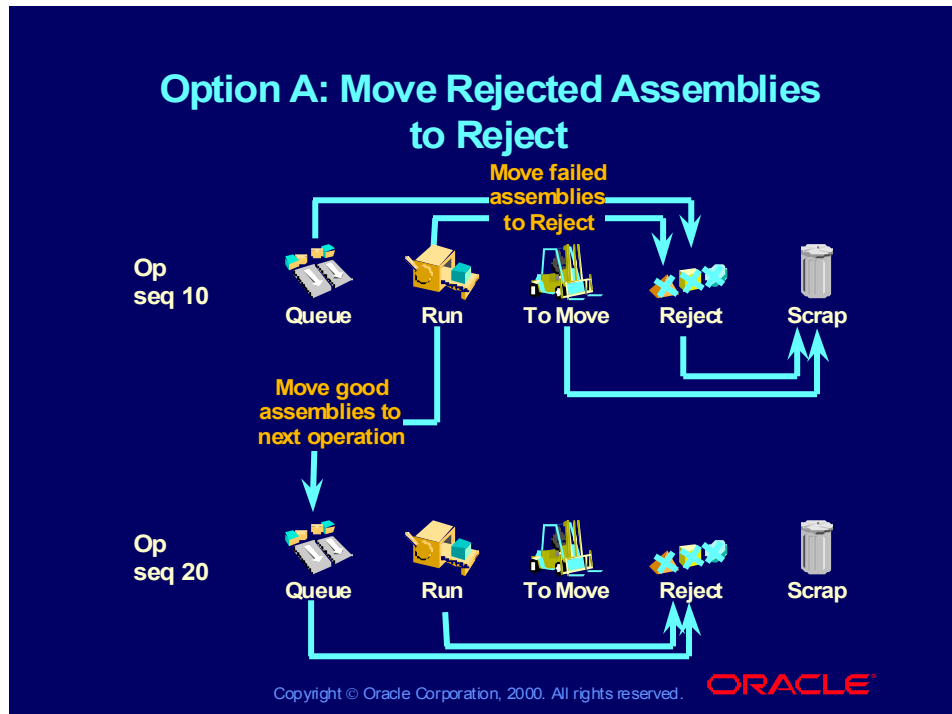 Option A: Move Rejected Assemblies
to Reject
Move failed
assemblies
to Reject
Op
seq 10
Queue
Run
To Move
Reject
Scrap
Move good
assemblies to
next operation
Op
seq 20
Queue
Run
To Move
Reject
Scrap
Copyright © Oracle Corporation, 2000. All rights reserved.
ORACLE®